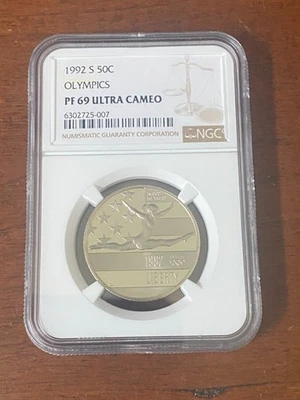 1992 S 50C
OLYMPICS
PF 69 ULTRA CAMEO
6302725-007
NUMISMATIC GUARANTY CORPORATION
NGC
1992
LIBERTY